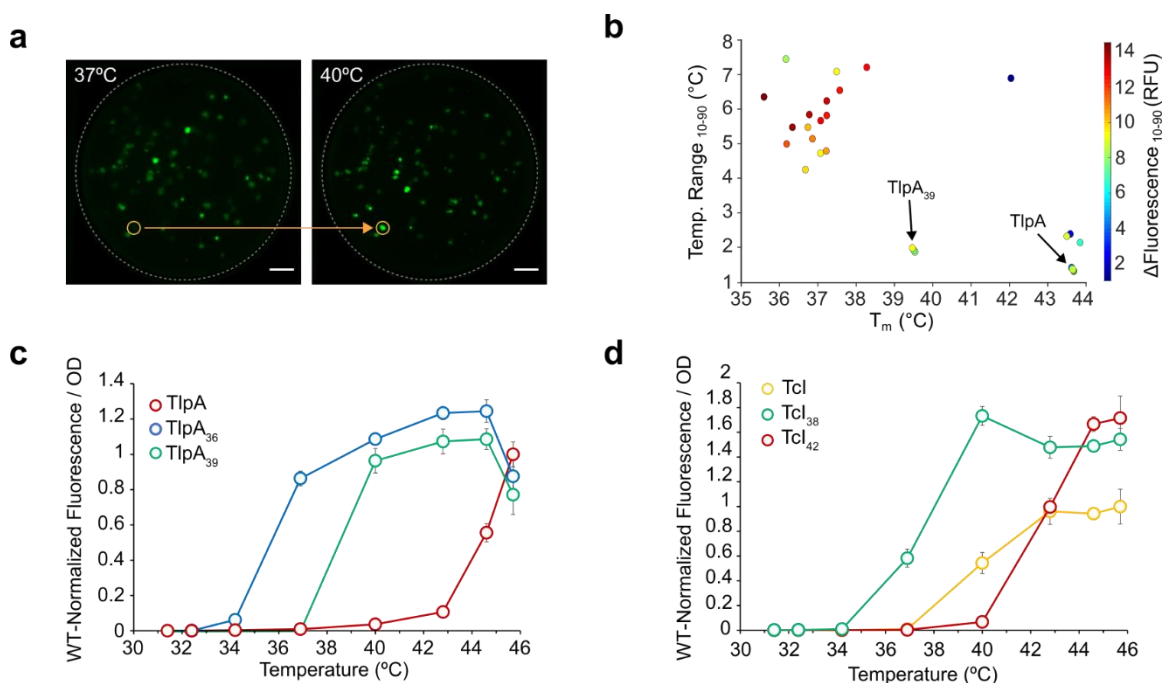 a
37ºC
40ºC
b
Temp. Range 10-90 (°C)
8
7
6
5
4
3
2
1
35 36 37 38 39 40 41 42 43 44
Tm (°C)
TlpA39
TlpA
14
12
10
8
6
4
2
ΔFluorescence 10-90 (RFU)
c
WT-Normalized Fluorescence / OD
1.4
1.2
1
0.8
0.6
0.4
0.2
0
TlpA
TlpA36
TlpA39
30 32 34 36 38 40 42 44 46
Temperature (ºC)
d
WT-Normalized Fluorescence / OD
2
1.8
1.6
1.4
1.2
1
0.8
0.6
0.4
0.2
0
TcI
TcI38
TcI42
30 32 34 36 38 40 42 44 46
Temperature (ºC)